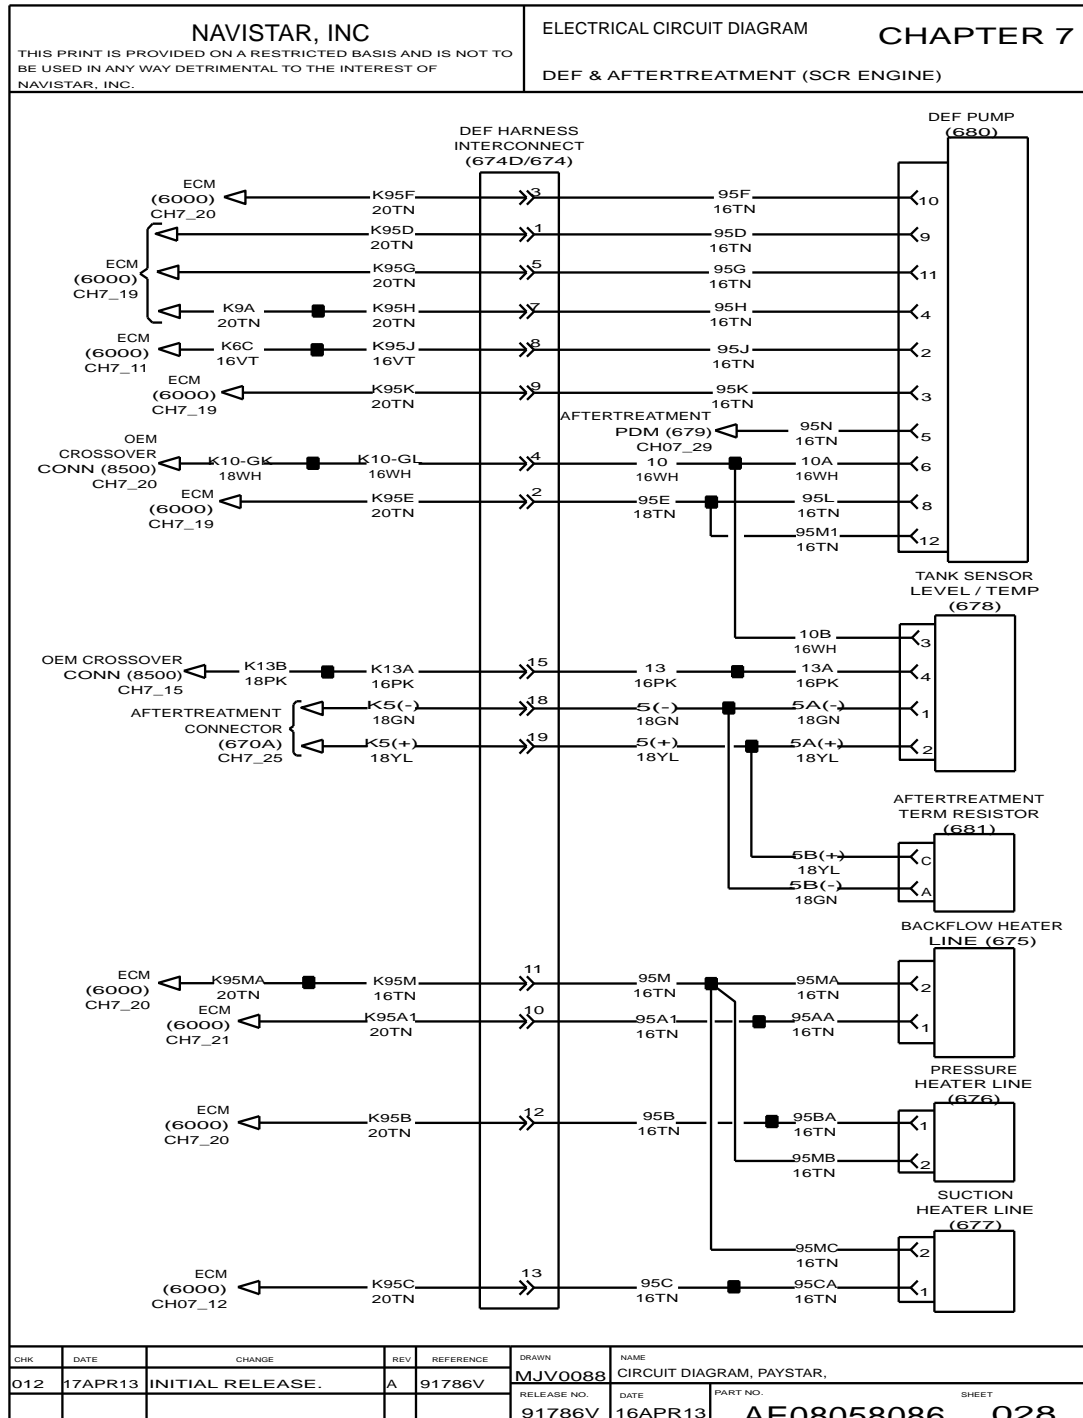 NAVISTAR, INC
THIS PRINT IS PROVIDED ON A RESTRICTED BASIS AND IS NOT TO
BE USED IN ANY WAY DETRIMENTAL TO THE INTEREST OF
NAVISTAR, INC.
ELECTRICAL CIRCUIT DIAGRAM
CHAPTER 7
DEF & AFTERTREATMENT (SCR ENGINE)
DEF HARNESS
INTERCONNECT
(674D/674)
DEF PUMP
(680)
ECM
(6000)
CH7_20
K95F
20TN
3
95F
16TN
10
ECM
(6000)
CH7_19
K95D
20TN
1
95D
16TN
9
K95G
20TN
5
95G
16TN
11
K9A
20TN
K95H
20TN
7
95H
16TN
4
ECM
(6000)
CH7_11
K6C
16VT
K95J
16VT
8
95J
16TN
2
ECM
(6000)
CH7_19
K95K
20TN
9
95K
16TN
3
AFTERTREATMENT
PDM (679)
CH07_29
95N
16TN
5
OEM
CROSSOVER
CONN (8500)
CH7_20
K10-GK
18WH
K10-GL
16WH
4
10
16WH
10A
16WH
6
ECM
(6000)
CH7_19
K95E
20TN
2
95E
18TN
95L
16TN
8
95M1
16TN
12
TANK SENSOR
LEVEL / TEMP
(678)
10B
16WH
3
OEM CROSSOVER
CONN (8500)
CH7_15
K13B
18PK
K13A
16PK
15
13
16PK
13A
16PK
4
AFTERTREATMENT
CONNECTOR
(670A)
CH7_25
K5(-)
18GN
18
5(-)
18GN
5A(-)
18GN
1
K5(+)
18YL
19
5(+)
18YL
5A(+)
18YL
2
AFTERTREATMENT
TERM RESISTOR
(681)
5B(+)
18YL
C
5B(-)
18GN
A
BACKFLOW HEATER
LINE (675)
ECM
(6000)
CH7_20
K95MA
20TN
K95M
16TN
11
95M
16TN
95MA
16TN
2
ECM
(6000)
CH7_21
K95A1
20TN
10
95A1
16TN
95AA
16TN
1
PRESSURE
HEATER LINE
(676)
ECM
(6000)
CH7_20
K95B
20TN
12
95B
16TN
95BA
16TN
1
95MB
16TN
2
SUCTION
HEATER LINE
(677)
95MC
16TN
2
ECM
(6000)
CH07_12
K95C
20TN
13
95C
16TN
95CA
16TN
1
CHK DATE CHANGE REV REFERENCE
012 17APR13 INITIAL RELEASE. A 91786V
DRAWN
MJV0088
NAME
CIRCUIT DIAGRAM, PAYSTAR,
RELEASE NO.
91786V
DATE
16APR13
PART NO.
AE08058086
SHEET
028